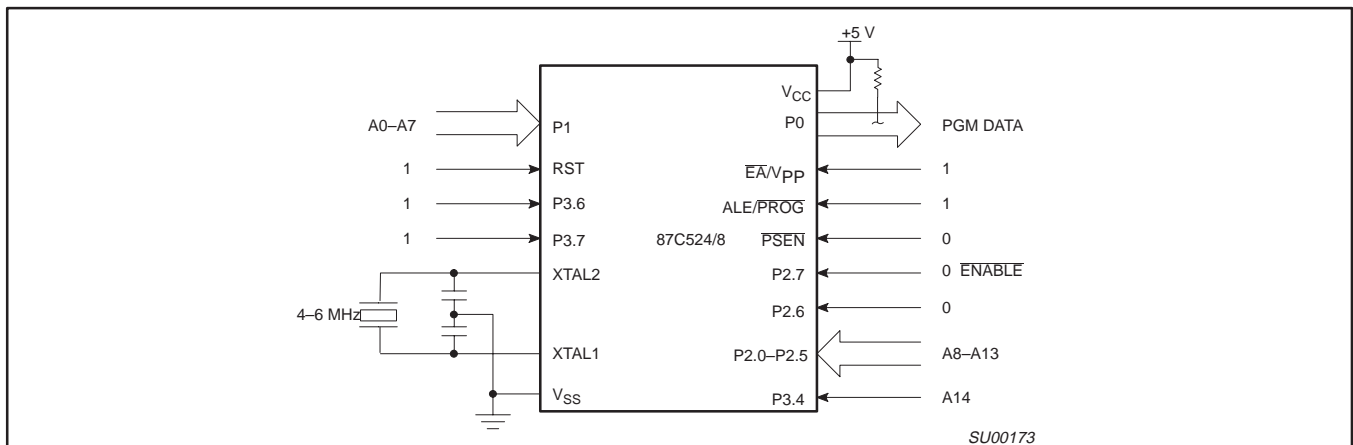 +5 V
VCC
P0
PGM DATA
A0–A7
P1
1
RST
EA/VPP
1
1
P3.6
ALE/PROG
1
1
P3.7
87C524/8
PSEN
0
XTAL2
P2.7
0 ENABLE
4–6 MHz
P2.6
0
XTAL1
P2.0–P2.5
A8–A13
VSS
P3.4
A14
SU00173